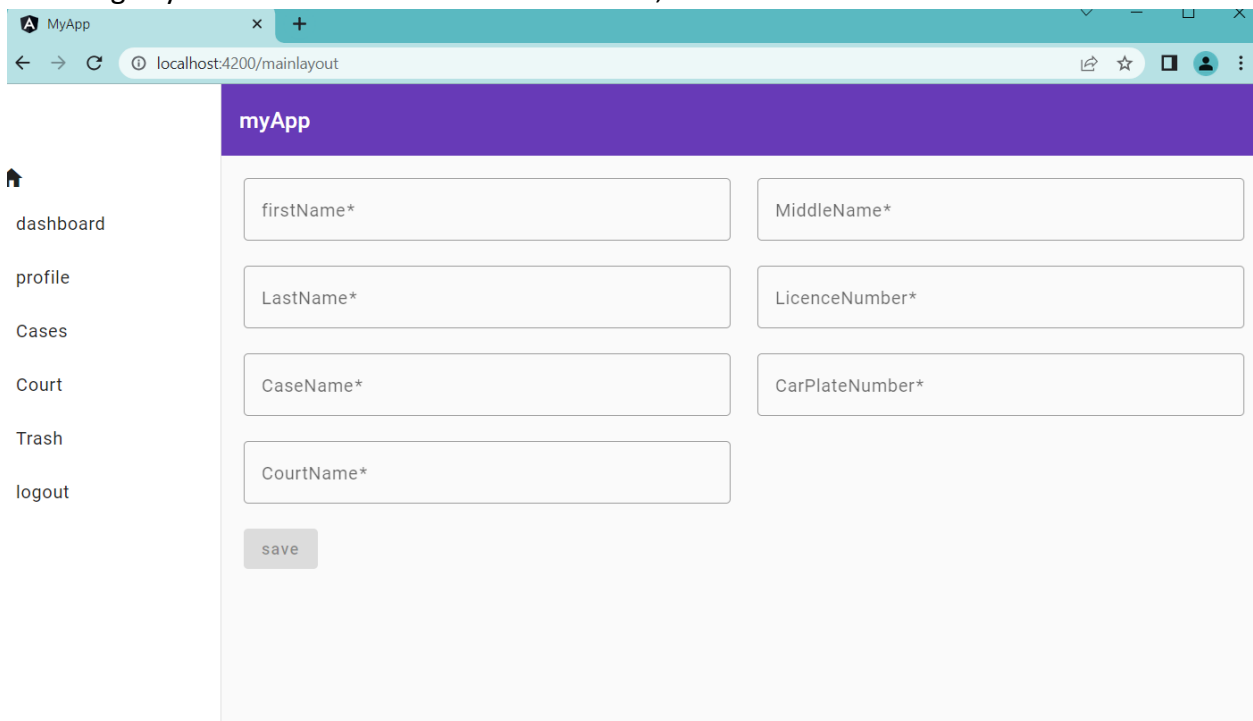 MyApp
localhost:4200/mainlayout
myApp
dashboard
profile
Cases
Court
Trash
logout
firstName*
MiddleName*
LastName*
LicenceNumber*
CaseName*
CarPlateNumber*
CourtName*
save